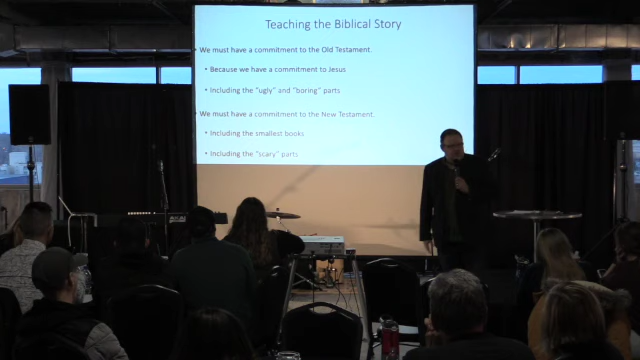 Teaching the Biblical Story
• We must have a commitment to the Old Testament.
• Because we have a commitment to Jesus
• Including the “ugly” and “boring” parts
• We must have a commitment to the New Testament.
• Including the smallest books
• Including the “scary” parts
AKAI